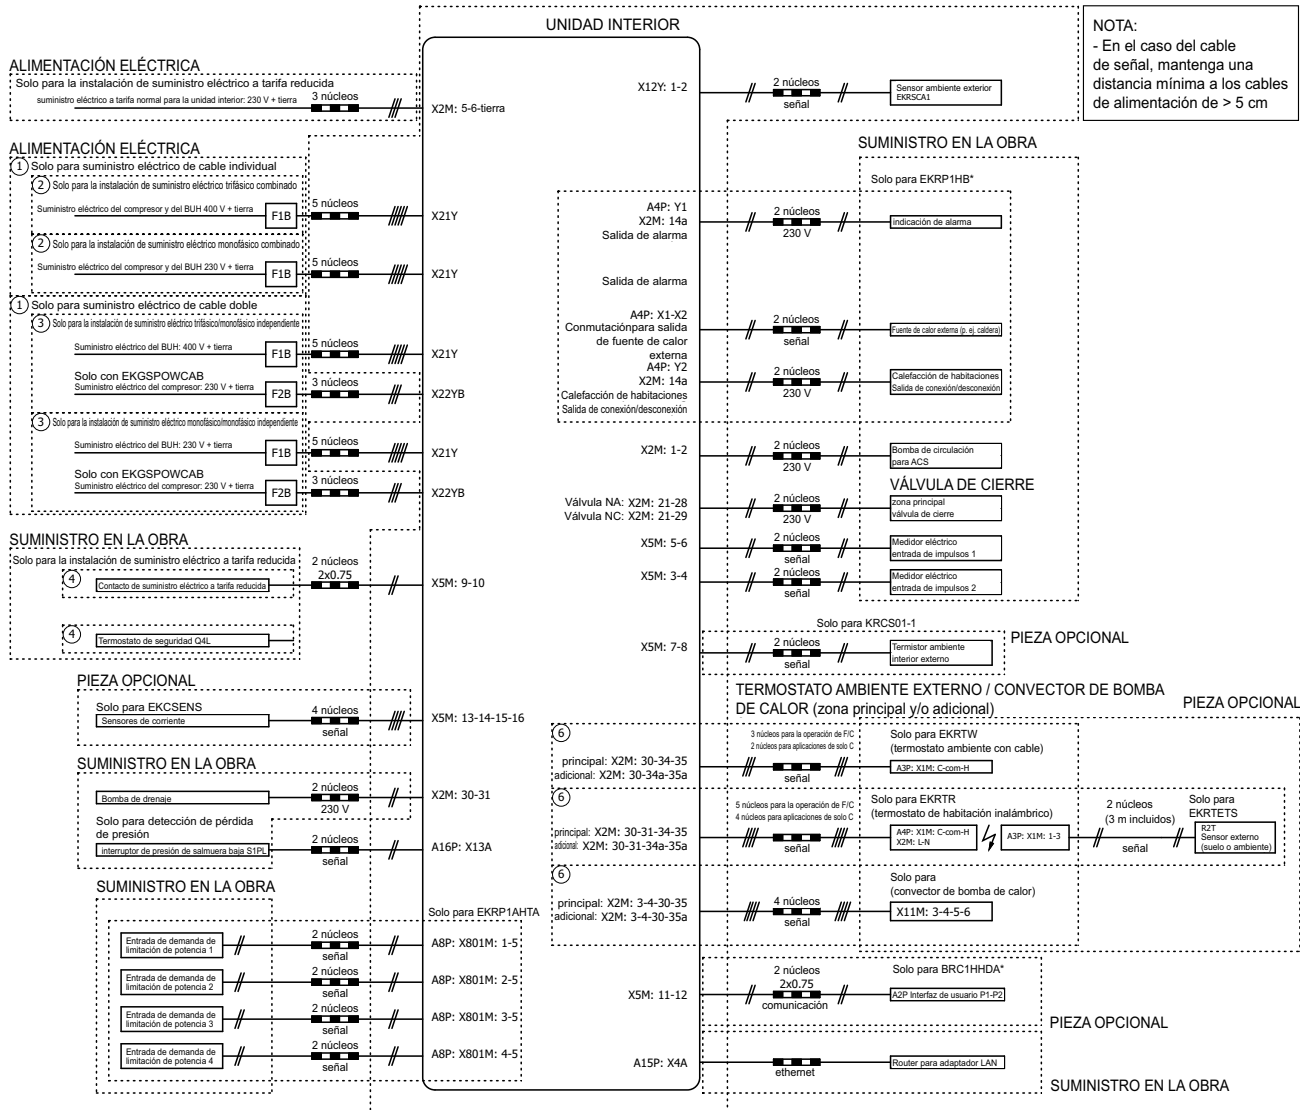 UNIDAD INTERIOR
NOTA:
- En el caso del cable
de señal, mantenga una
distancia mínima a los cables
de alimentación de > 5 cm
ALIMENTACIÓN ELÉCTRICA
Solo para la instalación de suministro eléctrico a tarifa reducida
suministro eléctrico a tarifa normal para la unidad interior: 230 V + tierra
3 núcleos
X2M: 5-6-tierra
ALIMENTACIÓN ELÉCTRICA
1 Solo para suministro eléctrico de cable individual
2 Solo para la instalación de suministro eléctrico trifásico combinado
Suministro eléctrico del compresor y del BUH 400 V + tierra
F1B
5 núcleos
X21Y
2 Solo para la instalación de suministro eléctrico monofásico combinado
Suministro eléctrico del compresor y del BUH 230 V + tierra
F1B
5 núcleos
X21Y
1 Solo para suministro eléctrico de cable doble
3 Solo para la instalación de suministro eléctrico trifásico/monofásico independiente
Suministro eléctrico del BUH: 400 V + tierra
F1B
5 núcleos
X21Y
Solo con EKGSPOWCAB
Suministro eléctrico del compresor: 230 V + tierra
F2B
3 núcleos
X22YB
3 Solo para la instalación de suministro eléctrico monofásico/monofásico independiente
Suministro eléctrico del BUH: 230 V + tierra
F1B
5 núcleos
X21Y
Solo con EKGSPOWCAB
Suministro eléctrico del compresor: 230 V + tierra
F2B
3 núcleos
X22YB
SUMINISTRO EN LA OBRA
Solo para la instalación de suministro eléctrico a tarifa reducida
4
Contacto de suministro eléctrico a tarifa reducida
2 núcleos
2x0.75
X5M: 9-10
4
Termostato de seguridad Q4L
PIEZA OPCIONAL
Solo para EKCSENS
Sensores de corriente
4 núcleos
señal
X5M: 13-14-15-16
SUMINISTRO EN LA OBRA
Bomba de drenaje
2 núcleos
230 V
X2M: 30-31
Solo para detección de pérdida
de presión
interruptor de presión de salmuera baja S1PL
2 núcleos
señal
A16P: X13A
SUMINISTRO EN LA OBRA
Solo para EKRP1AHTA
Entrada de demanda de
limitación de potencia 1
2 núcleos
señal
A8P: X801M: 1-5
Entrada de demanda de
limitación de potencia 2
2 núcleos
señal
A8P: X801M: 2-5
Entrada de demanda de
limitación de potencia 3
2 núcleos
señal
A8P: X801M: 3-5
Entrada de demanda de
limitación de potencia 4
2 núcleos
señal
A8P: X801M: 4-5
X12Y: 1-2
2 núcleos
señal
Sensor ambiente exterior
EKRSCA1
SUMINISTRO EN LA OBRA
Solo para EKRP1HB*
A4P: Y1
X2M: 14a
Salida de alarma
2 núcleos
230 V
indicación de alarma
Salida de alarma
A4P: X1-X2
Conmutaciónpara salida
de fuente de calor
externa
2 núcleos
señal
Fuente de calor externa (p. ej. caldera)
A4P: Y2
X2M: 14a
Calefacción de habitaciones
Salida de conexión/desconexión
2 núcleos
230 V
Calefacción de habitaciones
Salida de conexión/desconexión
X2M: 1-2
2 núcleos
230 V
Bomba de circulación
para ACS
VÁLVULA DE CIERRE
Válvula NA: X2M: 21-28
Válvula NC: X2M: 21-29
2 núcleos
230 V
zona principal
válvula de cierre
X5M: 5-6
2 núcleos
señal
Medidor eléctrico
entrada de impulsos 1
X5M: 3-4
2 núcleos
señal
Medidor eléctrico
entrada de impulsos 2
Solo para KRCS01-1
PIEZA OPCIONAL
X5M: 7-8
2 núcleos
señal
Termistor ambiente
interior externo
TERMOSTATO AMBIENTE EXTERNO / CONVECTOR DE BOMBA
DE CALOR (zona principal y/o adicional)
PIEZA OPCIONAL
6
principal: X2M: 30-34-35
adicional: X2M: 30-34a-35a
3 núcleos para la operación de F/C
2 núcleos para aplicaciones de solo C
señal
Solo para EKRTW
(termostato ambiente con cable)
A3P: X1M: C-com-H
6
principal: X2M: 30-31-34-35
adicional: X2M: 30-31-34a-35a
5 núcleos para la operación de F/C
4 núcleos para aplicaciones de solo C
señal
Solo para EKRTR
(termostato de habitación inalámbrico)
A4P: X1M: C-com-H
X2M: L-N
A3P: X1M: 1-3
2 núcleos
(3 m incluidos)
señal
Solo para
EKRTETS
R2T
Sensor externo
(suelo o ambiente)
6
principal: X2M: 3-4-30-35
adicional: X2M: 3-4-30-35a
4 núcleos
señal
Solo para
(convector de bomba de calor)
X11M: 3-4-5-6
X5M: 11-12
2 núcleos
2x0.75
comunicación
Solo para BRC1HHDA*
A2P Interfaz de usuario P1-P2
PIEZA OPCIONAL
A15P: X4A
ethernet
Router para adaptador LAN
SUMINISTRO EN LA OBRA